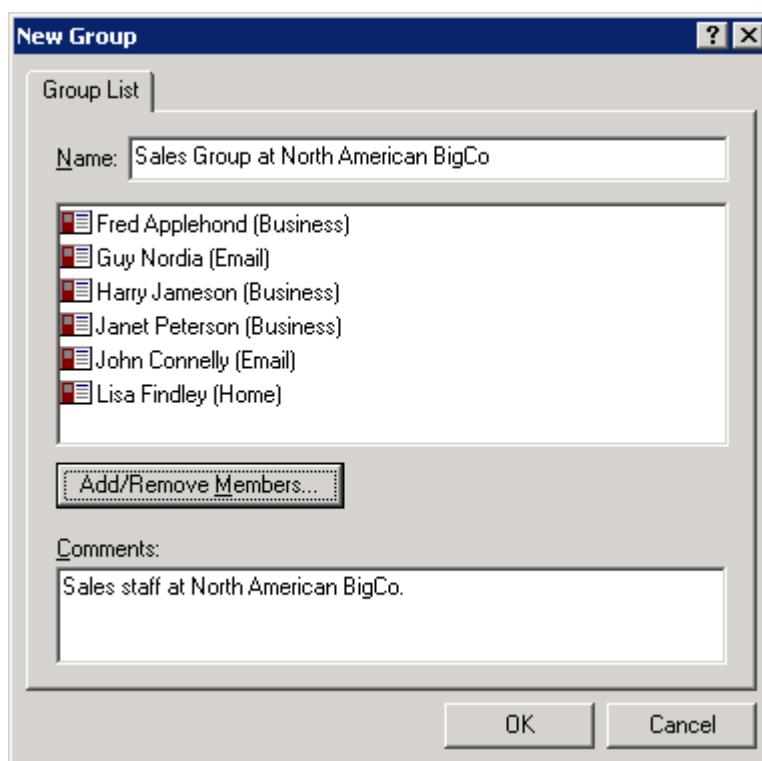 New Group
Group List
Name: Sales Group at North American BigCo
Fred Applehond (Business)
Guy Nordia (Email)
Harry Jameson (Business)
Janet Peterson (Business)
John Connelly (Email)
Lisa Findley (Home)
Add/Remove Members...
Comments:
Sales staff at North American BigCo.
OK Cancel